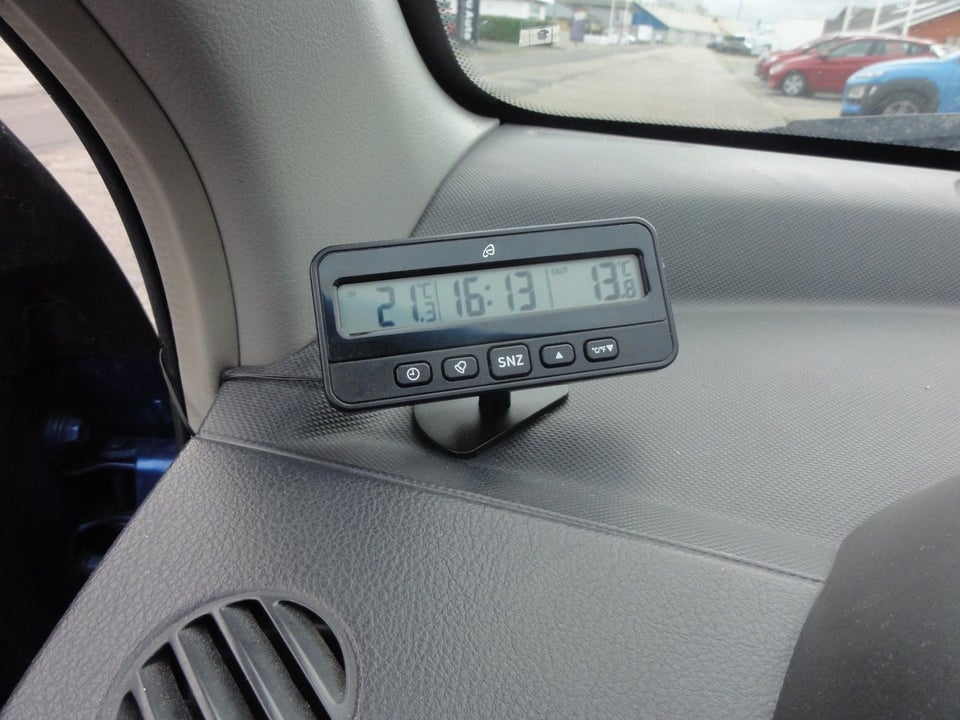 IN 21.3 °C 16:13 OUT 13.8 °C
SNZ ▲ °C/°F ▼